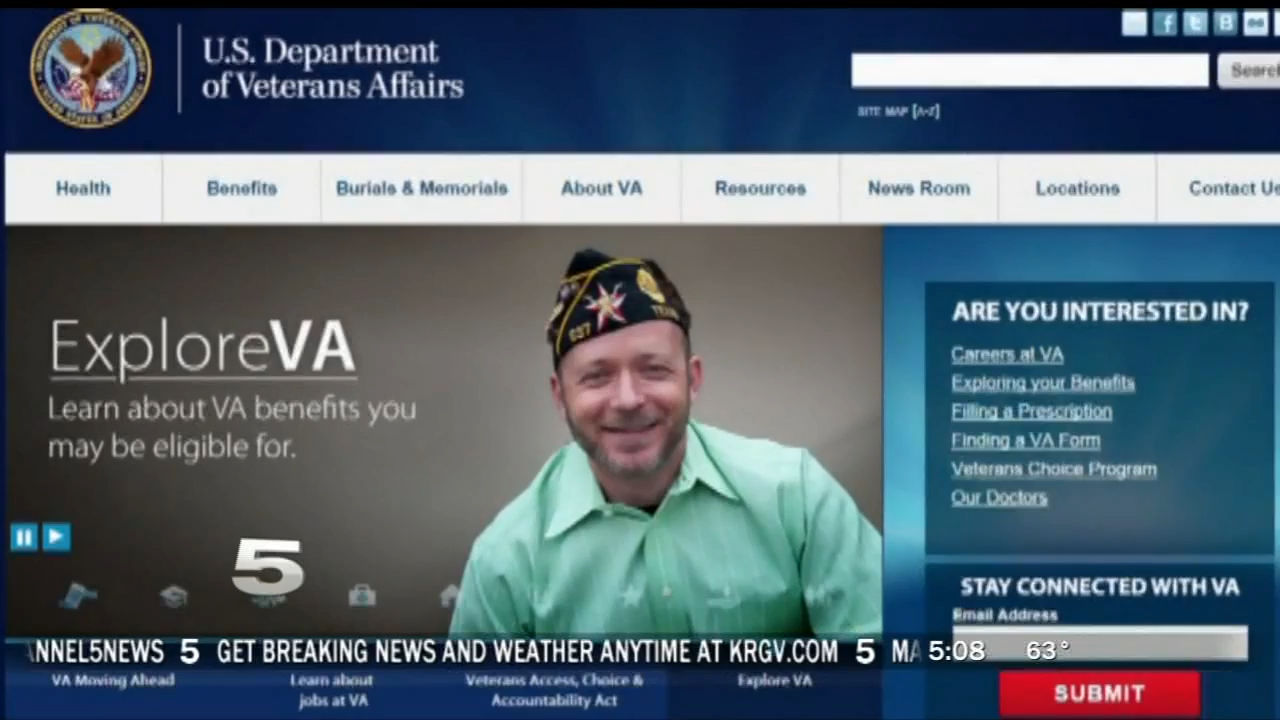 U.S. Department
of Veterans Affairs
SITE MAP [A-Z]
Health
Benefits
Burials & Memorials
About VA
Resources
News Room
Locations
Contact
ExploreVA
Learn about VA benefits you
may be eligible for.
ARE YOU INTERESTED IN?
Careers at VA
Exploring your Benefits
Filling a Prescription
Finding a VA Form
Veterans Choice Program
Our Doctors
STAY CONNECTED WITH VA
Email Address
SUBMIT
5
ANNEL5NEWS 5 GET BREAKING NEWS AND WEATHER ANYTIME AT KRGV.COM 5 MA
5:08 63°
VA Moving Ahead
Learn about
jobs at VA
Veterans Access, Choice &
Accountability Act
Explore VA